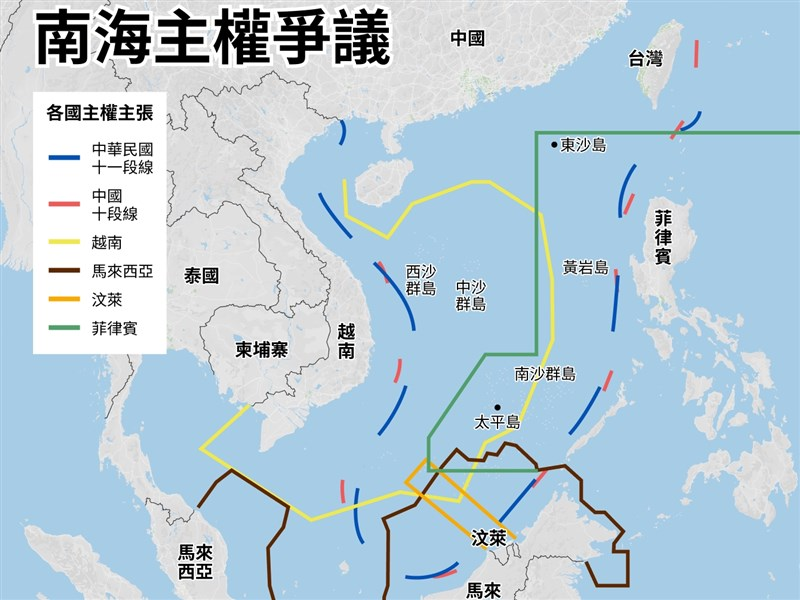 南海主權爭議
中國
台灣
各國主權主張
中華民國
十一段線
中國
十段線
越南
馬來西亞
汶萊
菲律賓
東沙島
菲律賓
黃岩島
西沙
群島
中沙
群島
泰國
越南
柬埔寨
南沙群島
太平島
汶萊
馬來
西亞
馬來